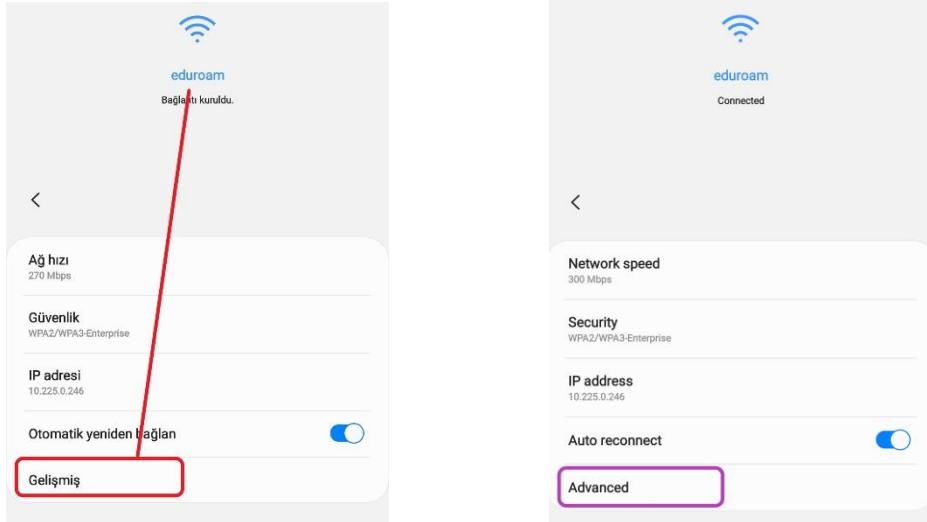 eduroam
Bağlantı kuruldu.
Ağ hızı
270 Mbps
Güvenlik
WPA2/WPA3-Enterprise
IP adresi
10.225.0.246
Otomatik yeniden bağlan
Gelişmiş
eduroam
Connected
Network speed
300 Mbps
Security
WPA2/WPA3-Enterprise
IP address
10.225.0.246
Auto reconnect
Advanced